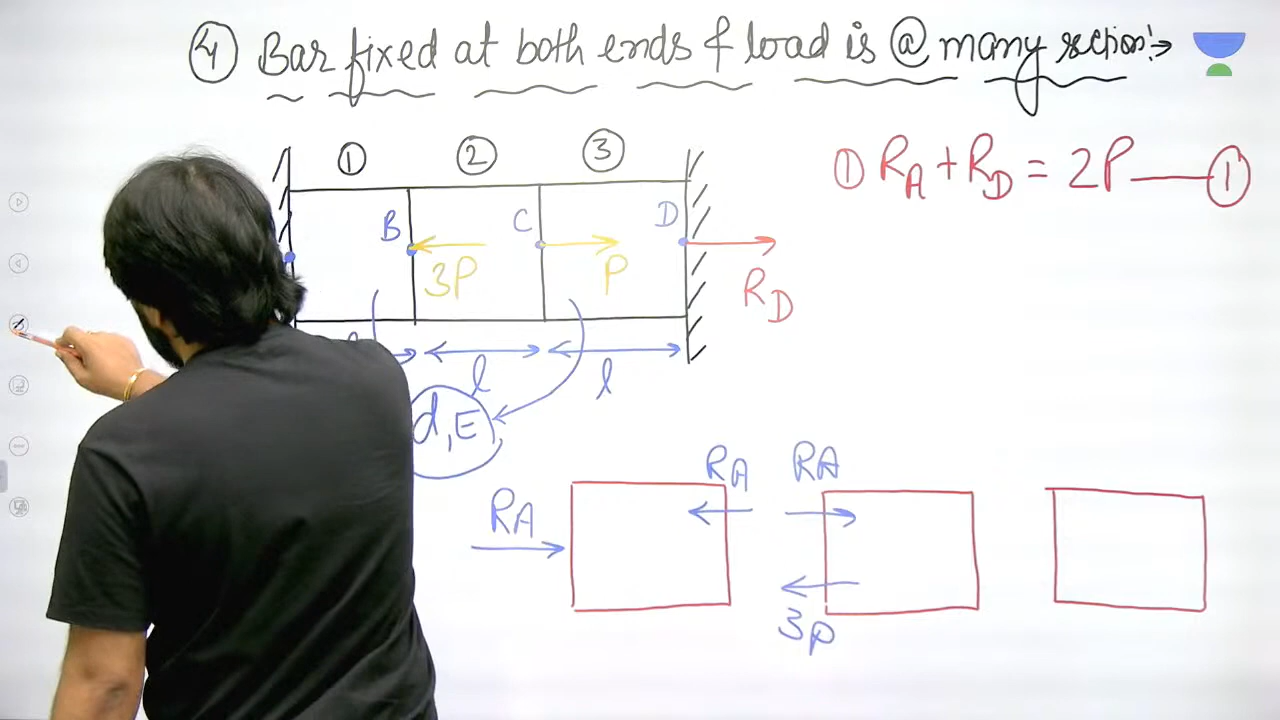 ④ Bar fixed at both ends & load is @ many section :→
① ② ③
① R_A + R_D = 2P —— ①
B C D
3P P
R_D
l l
d, E
R_A R_A R_A
3P